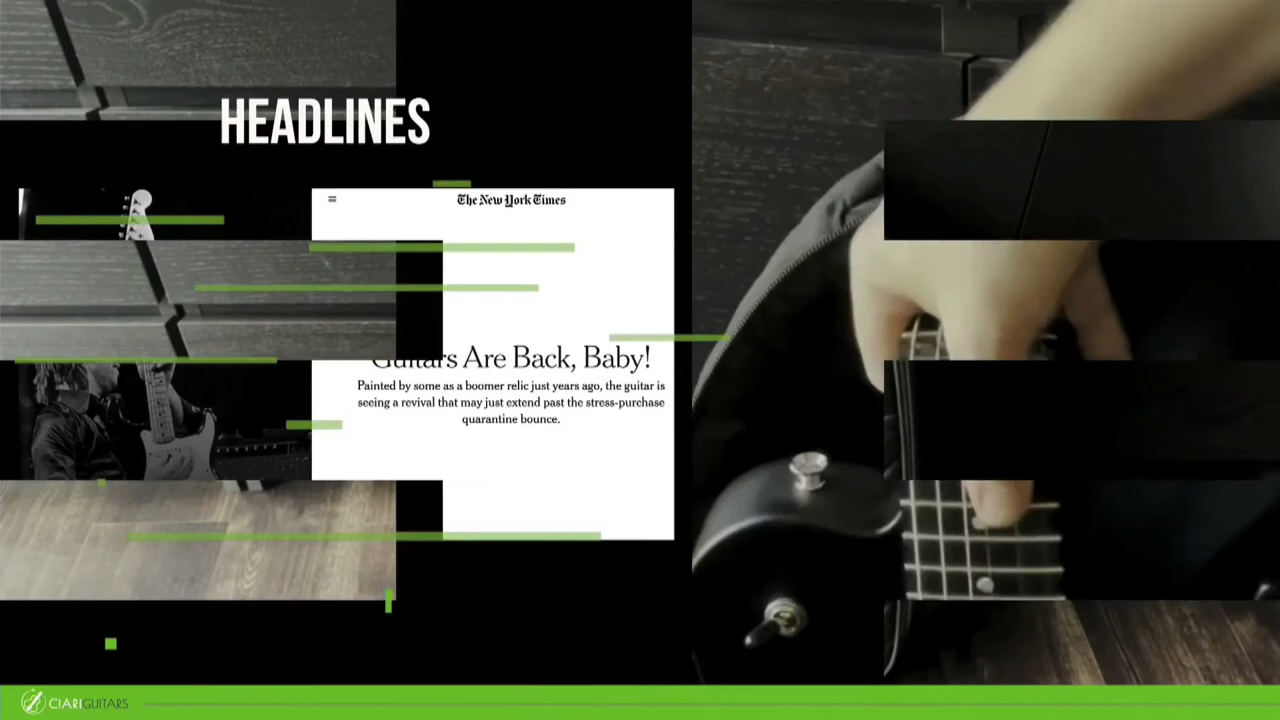 HEADLINES
The New York Times
Guitars Are Back, Baby!
Painted by some as a boomer relic just years ago, the guitar is
seeing a revival that may just extend past the stress-purchase
quarantine bounce.
CIARIGUITARS